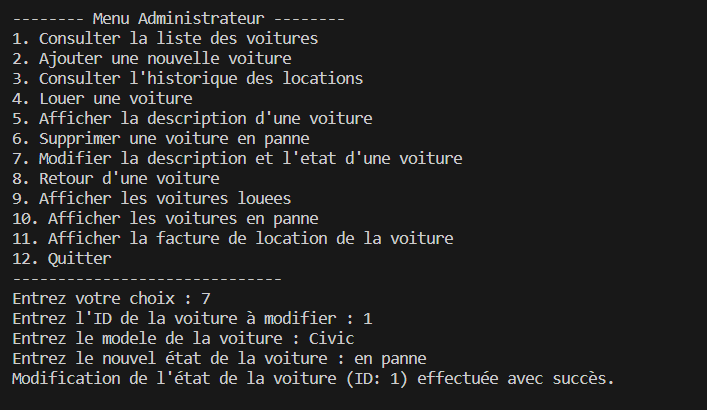 -------- Menu Administrateur --------
1. Consulter la liste des voitures
2. Ajouter une nouvelle voiture
3. Consulter l'historique des locations
4. Louer une voiture
5. Afficher la description d'une voiture
6. Supprimer une voiture en panne
7. Modifier la description et l'etat d'une voiture
8. Retour d'une voiture
9. Afficher les voitures louees
10. Afficher les voitures en panne
11. Afficher la facture de location de la voiture
12. Quitter
------------------------------
Entrez votre choix : 7
Entrez l'ID de la voiture à modifier : 1
Entrez le modele de la voiture : Civic
Entrez le nouvel état de la voiture : en panne
Modification de l'état de la voiture (ID: 1) effectuée avec succès.